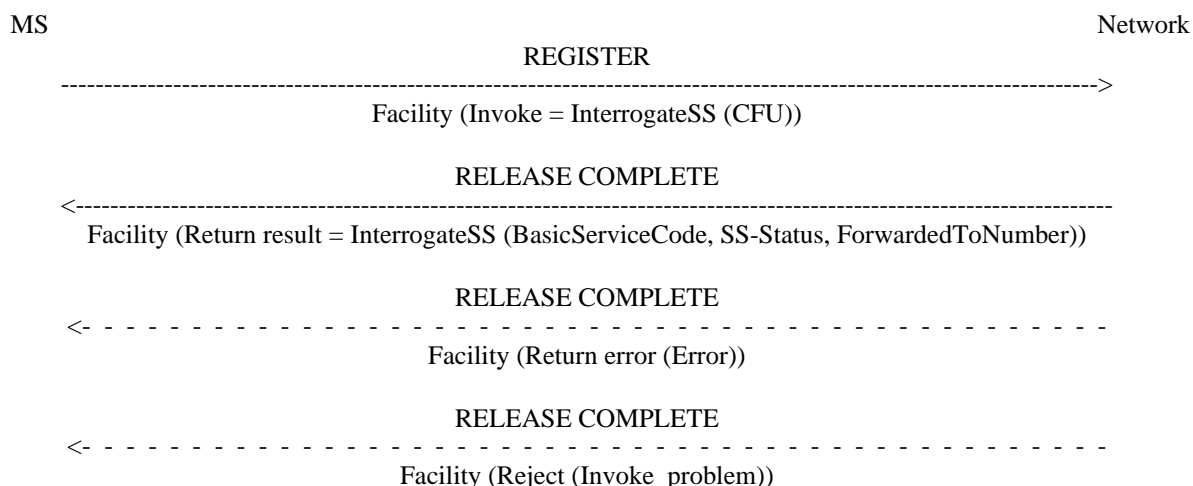 MS Network
REGISTER
------------------------------------------------------------------------------------------------------------------------>
Facility (Invoke = InterrogateSS (CFU))
RELEASE COMPLETE
<------------------------------------------------------------------------------------------------------------------------
Facility (Return result = InterrogateSS (BasicServiceCode, SS-Status, ForwardedToNumber))
RELEASE COMPLETE
<- - - - - - - - - - - - - - - - - - - - - - - - - - - - - - - - - - - - - - - - - - - - - - - - -
Facility (Return error (Error))
RELEASE COMPLETE
<- - - - - - - - - - - - - - - - - - - - - - - - - - - - - - - - - - - - - - - - - - - - - - - - -
Facility (Reject (Invoke_problem))